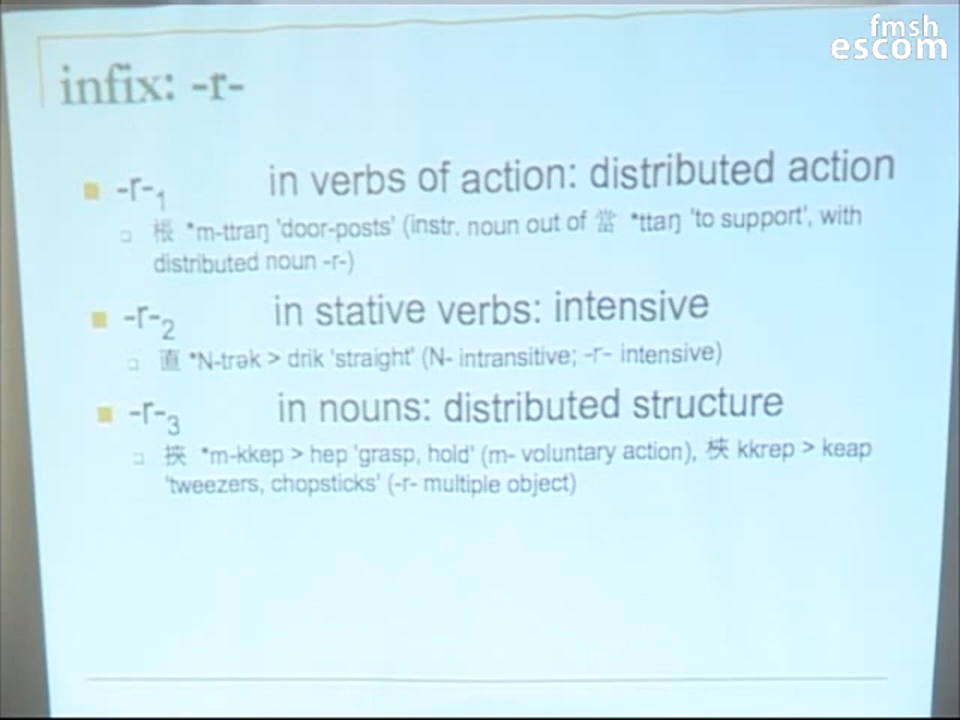 fmsh
escom
infix: -r-
-r-1 in verbs of action: distributed action
棖 *m-ttraŋ 'door-posts' (instr. noun out of 當 *ttaŋ 'to support', with
distributed noun -r-)
-r-2 in stative verbs: intensive
直 *N-trək > drik 'straight' (N- intransitive; -r- intensive)
-r-3 in nouns: distributed structure
挾 *m-kkep > hep 'grasp, hold' (m- voluntary action), 梜 kkrep > keap
'tweezers, chopsticks' (-r- multiple object)